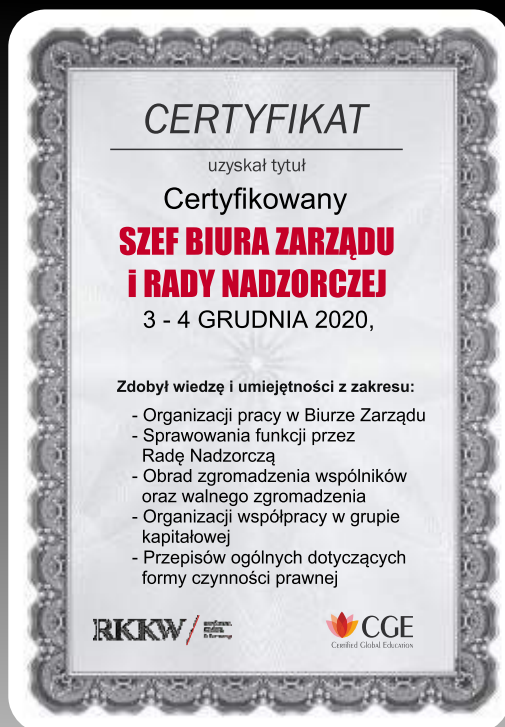 CERTYFIKAT
uzyskał tytuł
Certyfikowany
SZEF BIURA ZARZĄDU
i RADY NADZORCZEJ
3 - 4 GRUDNIA 2020,
Zdobył wiedzę i umiejętności z zakresu:
- Organizacji pracy w Biurze Zarządu
- Sprawowania funkcji przez
Radę Nadzorczą
- Obrad zgromadzenia wspólników
oraz walnego zgromadzenia
- Organizacji współpracy w grupie
kapitałowej
- Przepisów ogólnych dotyczących
formy czynności prawnej
RKKW
CGE
Certified Global Education